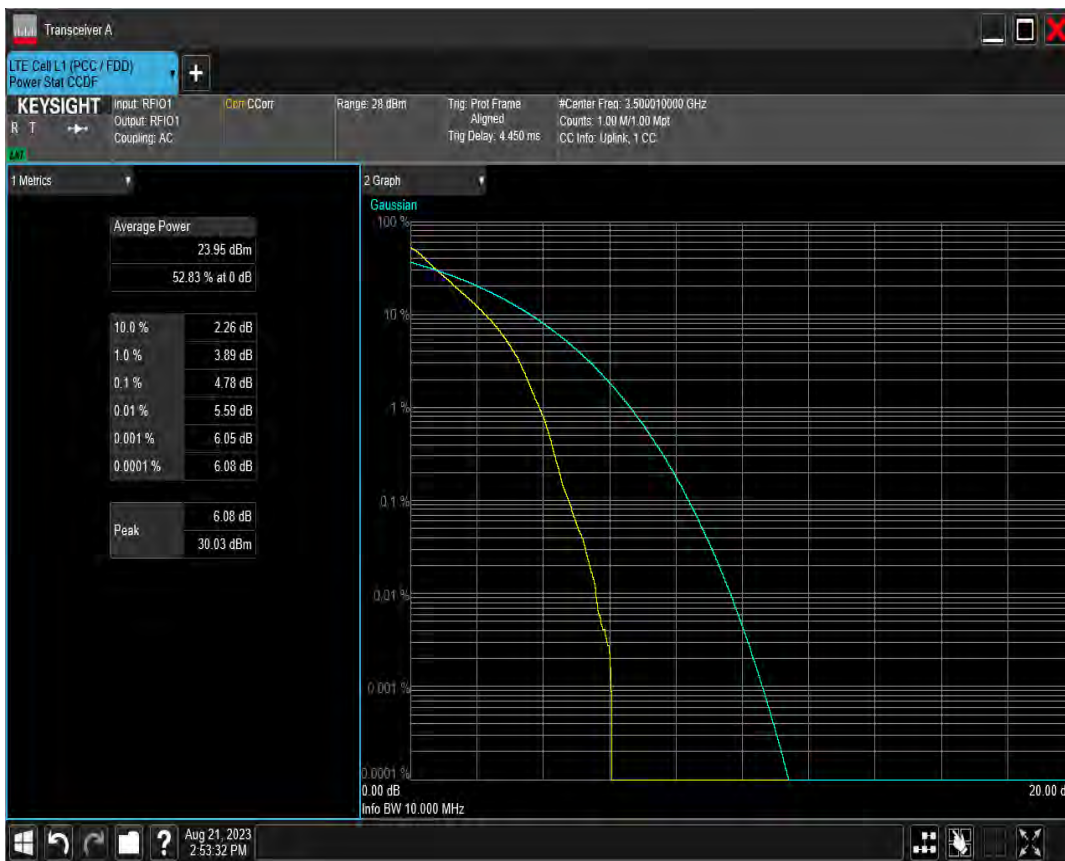 Transceiver A
LTE Cell L1 (PCC / FDD)
Power Stat CCDF
+
KEYSIGHT
R T
LXI
Input: RFIO1
Output: RFIO1
Coupling: AC
Corr CCorr
Range: 28 dBm
Trig: Prot Frame
Aligned
Trig Delay: 4.450 ms
#Center Freq: 3.500010000 GHz
Counts: 1.00 M/1.00 Mpt
CC Info: Uplink, 1 CC
1 Metrics
Average Power
23.95 dBm
52.83 % at 0 dB
10.0 % 2.26 dB
1.0 % 3.89 dB
0.1 % 4.78 dB
0.01 % 5.59 dB
0.001 % 6.05 dB
0.0001 % 6.08 dB
Peak 6.08 dB
30.03 dBm
2 Graph
Gaussian
100 %
10 %
1 %
0.1 %
0.01 %
0.001 %
0.0001 %
0.00 dB 20.00 d
Info BW 10.000 MHz
?
Aug 21, 2023
2:53:32 PM